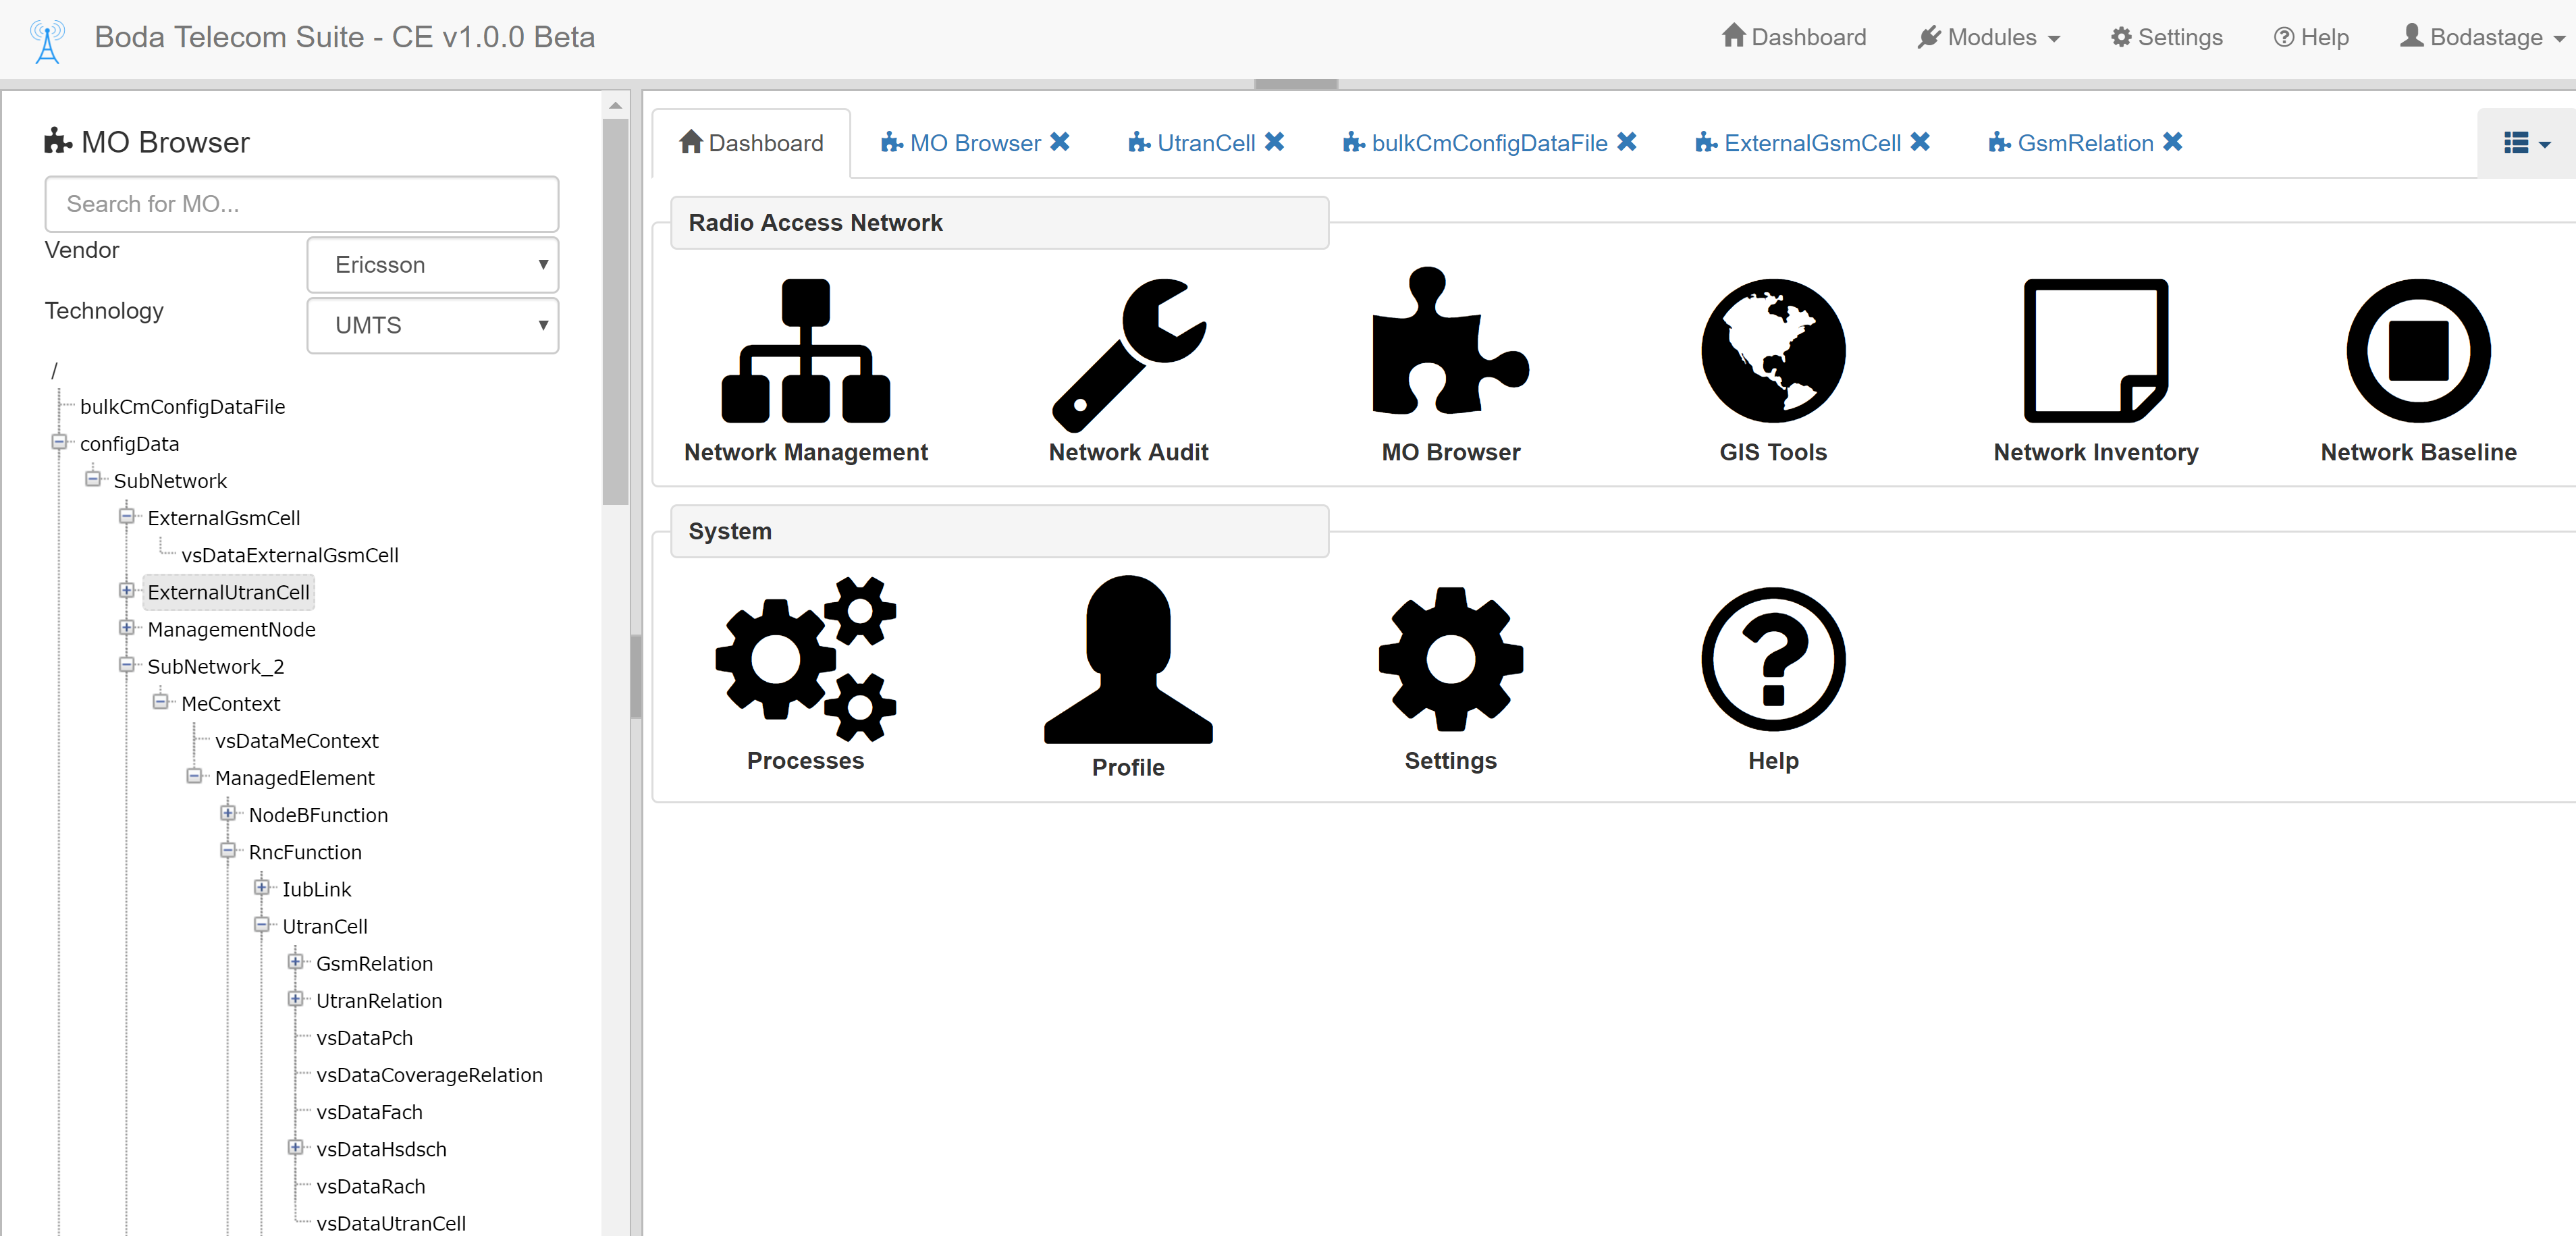 Boda Telecom Suite - CE v1.0.0 Beta
Dashboard Modules Settings Help Bodastage
MO Browser
Search for MO...
Vendor Ericsson
Technology UMTS
/
bulkCmConfigDataFile
configData
SubNetwork
ExternalGsmCell
vsDataExternalGsmCell
ExternalUtranCell
ManagementNode
SubNetwork_2
MeContext
vsDataMeContext
ManagedElement
NodeBFunction
RncFunction
IubLink
UtranCell
GsmRelation
UtranRelation
vsDataPch
vsDataCoverageRelation
vsDataFach
vsDataHsdsch
vsDataRach
vsDataUtranCell
Dashboard MO Browser UtranCell bulkCmConfigDataFile ExternalGsmCell GsmRelation
Radio Access Network
Network Management Network Audit MO Browser GIS Tools Network Inventory Network Baseline
System
Processes Profile Settings Help